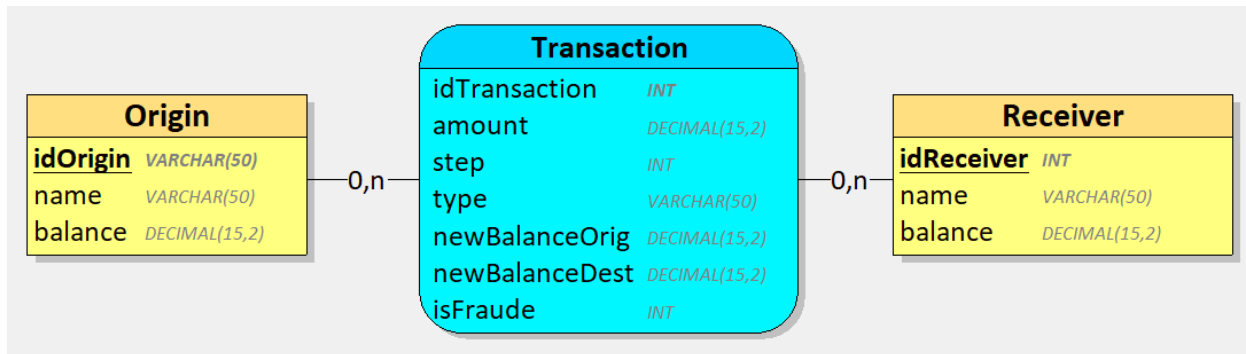 Origin
idOrigin VARCHAR(50)
name VARCHAR(50)
balance DECIMAL(15,2)
0,n
Transaction
idTransaction INT
amount DECIMAL(15,2)
step INT
type VARCHAR(50)
newBalanceOrig DECIMAL(15,2)
newBalanceDest DECIMAL(15,2)
isFraude INT
0,n
Receiver
idReceiver INT
name VARCHAR(50)
balance DECIMAL(15,2)